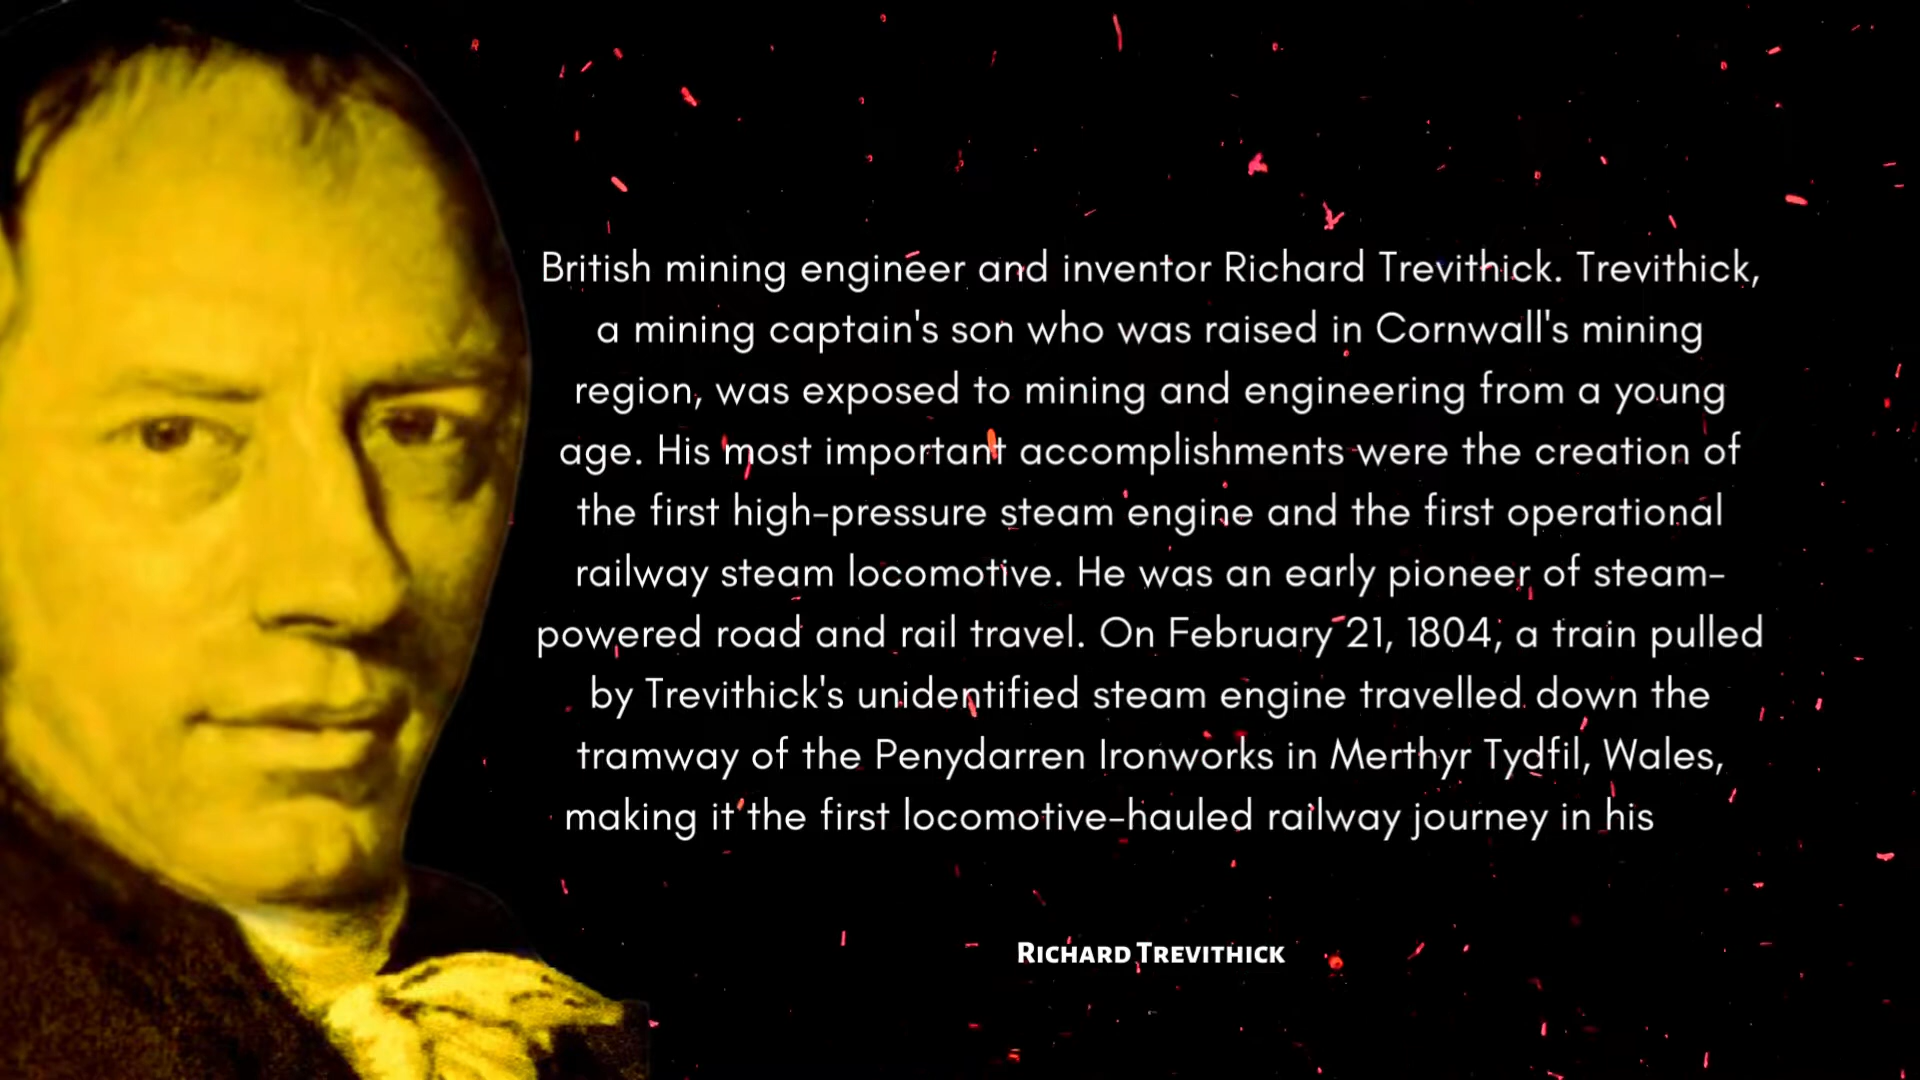 British mining engineer and inventor Richard Trevithick. Trevithick,
a mining captain's son who was raised in Cornwall's mining
region, was exposed to mining and engineering from a young
age. His most important accomplishments were the creation of
the first high-pressure steam engine and the first operational
railway steam locomotive. He was an early pioneer of steam-
powered road and rail travel. On February 21, 1804, a train pulled
by Trevithick's unidentified steam engine travelled down the
tramway of the Penydarren Ironworks in Merthyr Tydfil, Wales,
making it the first locomotive-hauled railway journey in his
Richard Trevithick